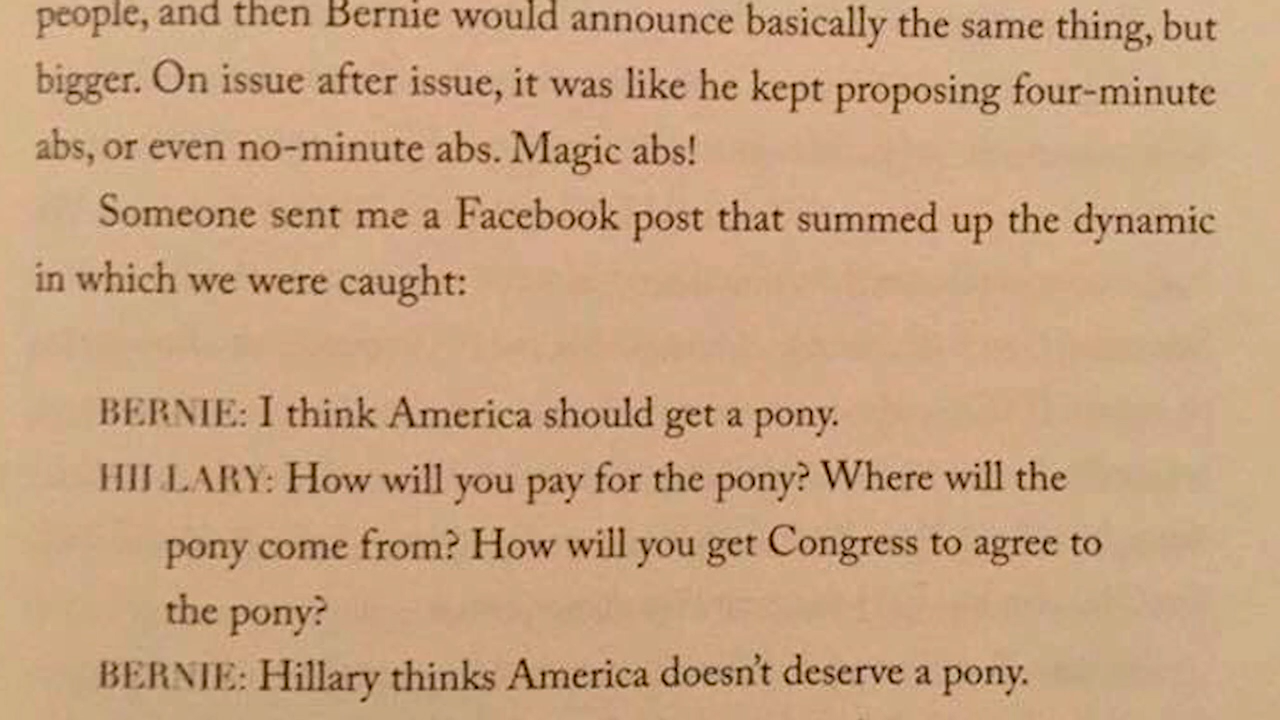 people, and then Bernie would announce basically the same thing, but
bigger. On issue after issue, it was like he kept proposing four-minute
abs, or even no-minute abs. Magic abs!
Someone sent me a Facebook post that summed up the dynamic
in which we were caught:
BERNIE: I think America should get a pony.
HILLARY: How will you pay for the pony? Where will the
pony come from? How will you get Congress to agree to
the pony?
BERNIE: Hillary thinks America doesn't deserve a pony.